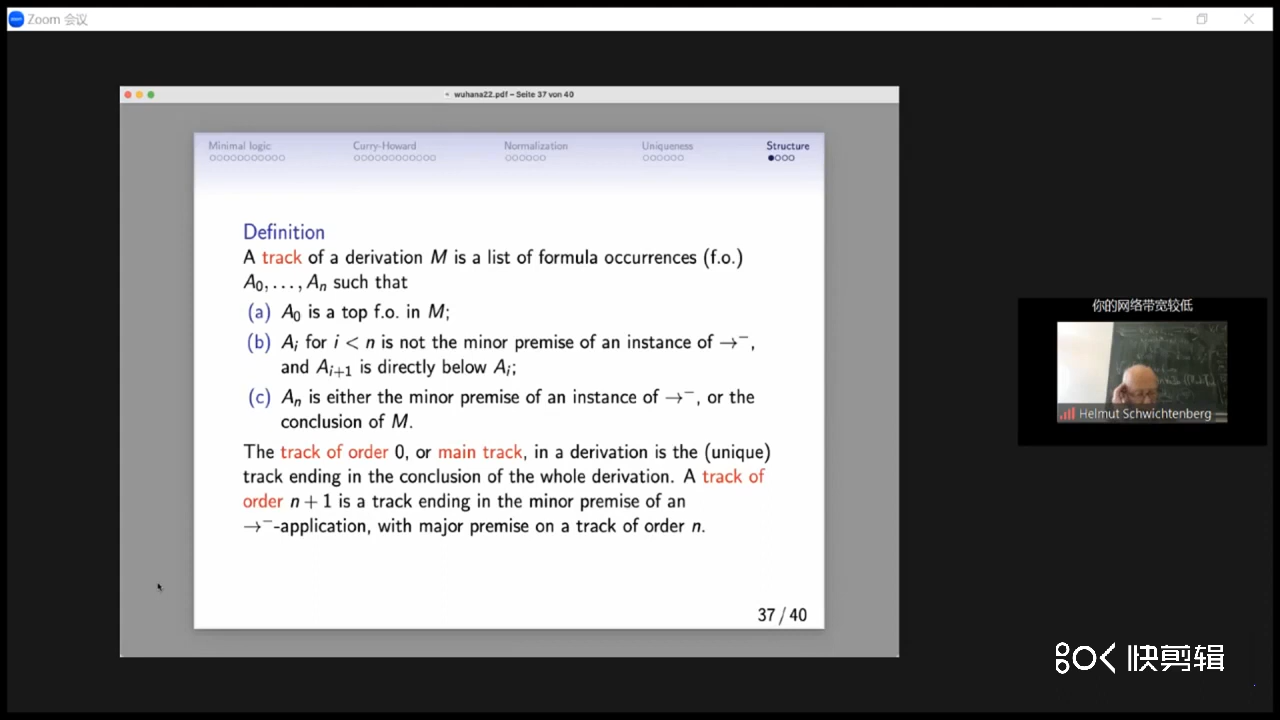 Zoom 会议
wuhana22.pdf – Seite 37 von 40
Minimal logic Curry-Howard Normalization Uniqueness Structure
Definition
A track of a derivation M is a list of formula occurrences (f.o.)
A₀, . . . , Aₙ such that
(a) A₀ is a top f.o. in M;
(b) Aᵢ for i < n is not the minor premise of an instance of →⁻,
and Aᵢ₊₁ is directly below Aᵢ;
(c) Aₙ is either the minor premise of an instance of →⁻, or the
conclusion of M.
The track of order 0, or main track, in a derivation is the (unique)
track ending in the conclusion of the whole derivation. A track of
order n + 1 is a track ending in the minor premise of an
→⁻-application, with major premise on a track of order n.
37 / 40
你的网络带宽较低
Helmut Schwichtenberg
快剪辑